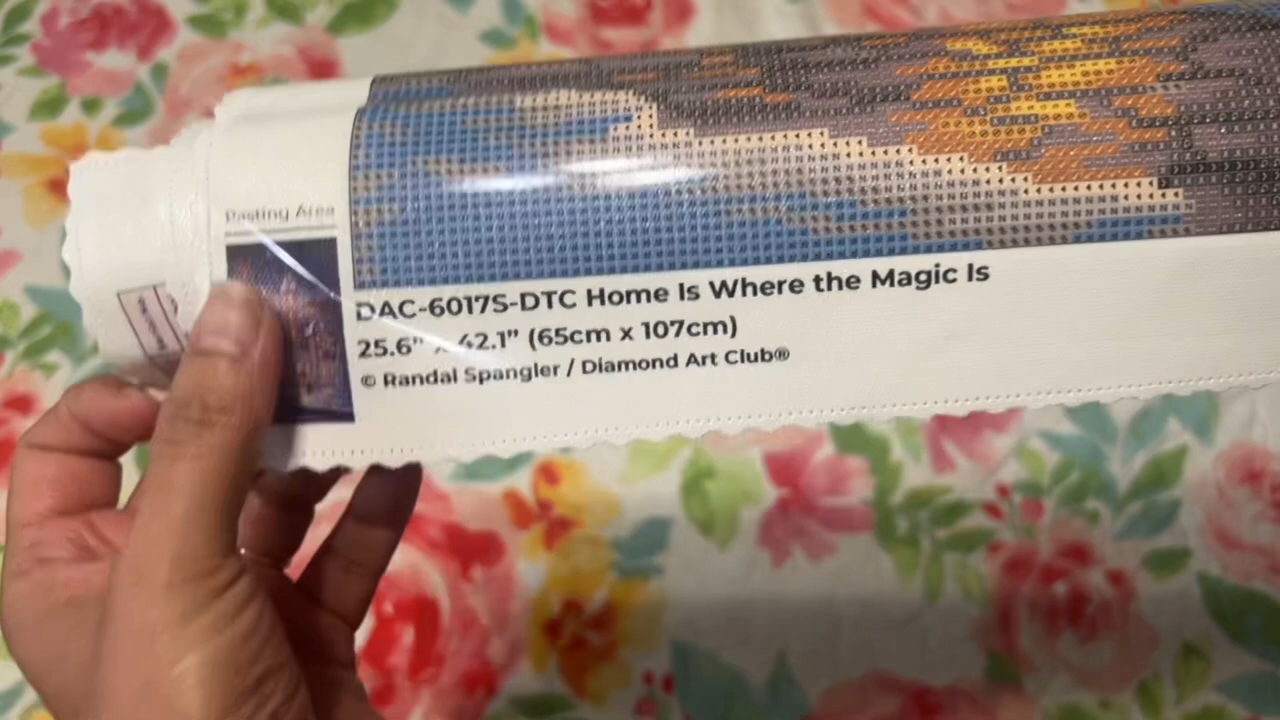 Pasting Area
DAC-6017S-DTC Home Is Where the Magic Is
25.6" x 42.1" (65cm x 107cm)
© Randal Spangler / Diamond Art Club®